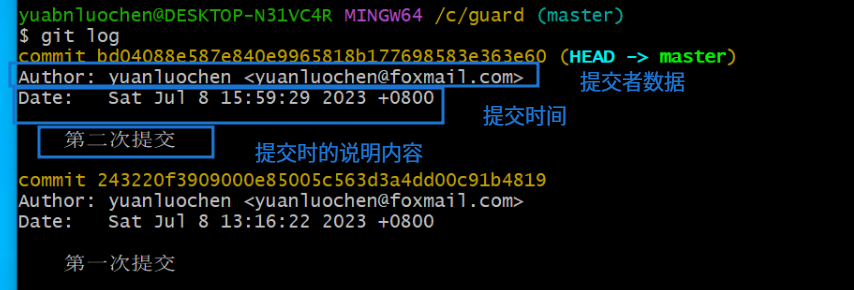 yuabnluochen@DESKTOP-N31VC4R MINGW64 /c/guard (master)
$ git log
commit bd04088e587e840e9965818b177698583e363e60 (HEAD -> master)
Author: yuanluochen <yuanluochen@foxmail.com>
提交者数据
Date:   Sat Jul 8 15:59:29 2023 +0800
提交时间
第二次提交
提交时的说明内容
commit 243220f3909000e85005c563d3a4dd00c91b4819
Author: yuanluochen <yuanluochen@foxmail.com>
Date:   Sat Jul 8 13:16:22 2023 +0800
第一次提交